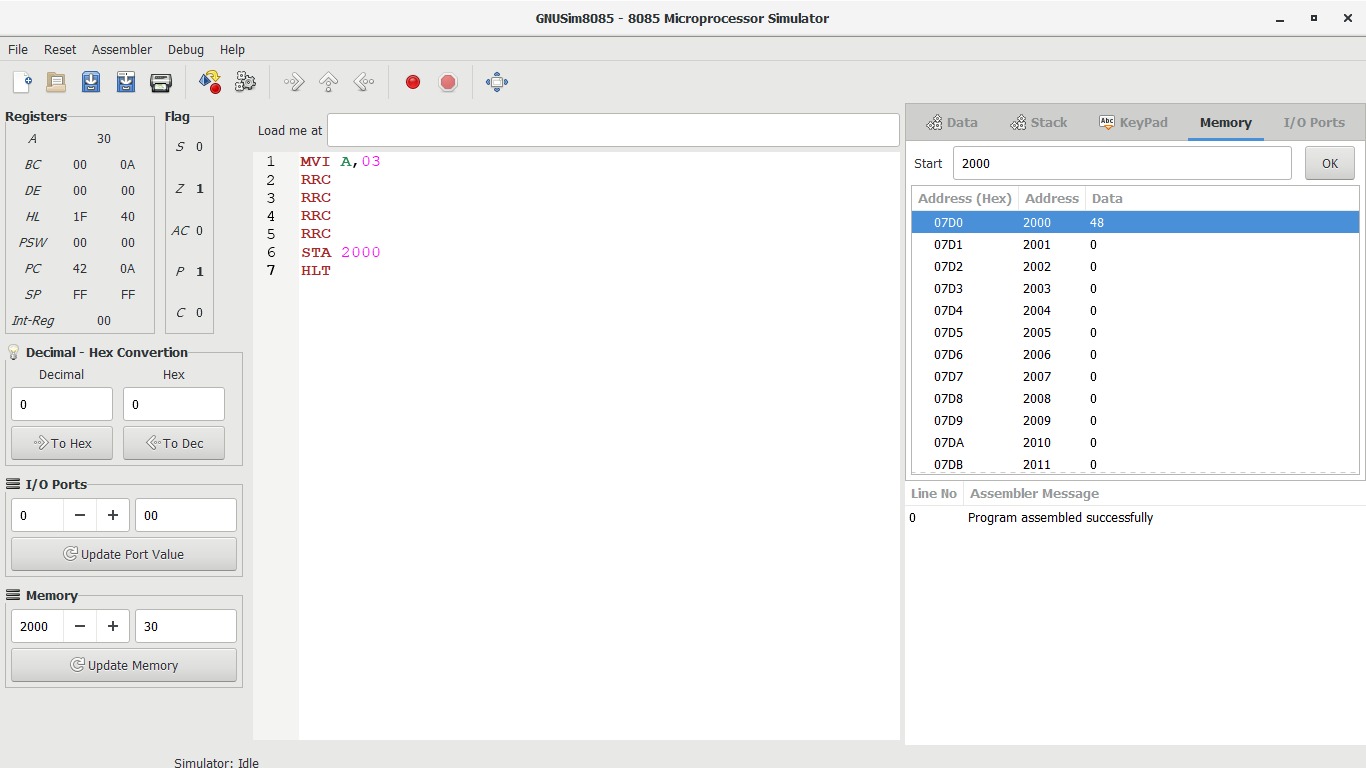 GNUSim8085 - 8085 Microprocessor Simulator
File Reset Assembler Debug Help
Registers
A 30
BC 00 0A
DE 00 00
HL 1F 40
PSW 00 00
PC 42 0A
SP FF FF
Int-Reg 00
Flag
S 0
Z 1
AC 0
P 1
C 0
Decimal - Hex Convertion
Decimal Hex
0 0
To Hex To Dec
I/O Ports
0 − + 00
Update Port Value
Memory
2000 − + 30
Update Memory
Load me at
1 MVI A,03
2 RRC
3 RRC
4 RRC
5 RRC
6 STA 2000
7 HLT
Data Stack Abc KeyPad Memory I/O Ports
Start 2000 OK
Address (Hex) Address Data
07D0 2000 48
07D1 2001 0
07D2 2002 0
07D3 2003 0
07D4 2004 0
07D5 2005 0
07D6 2006 0
07D7 2007 0
07D8 2008 0
07D9 2009 0
07DA 2010 0
07DB 2011 0
Line No Assembler Message
0 Program assembled successfully
Simulator: Idle